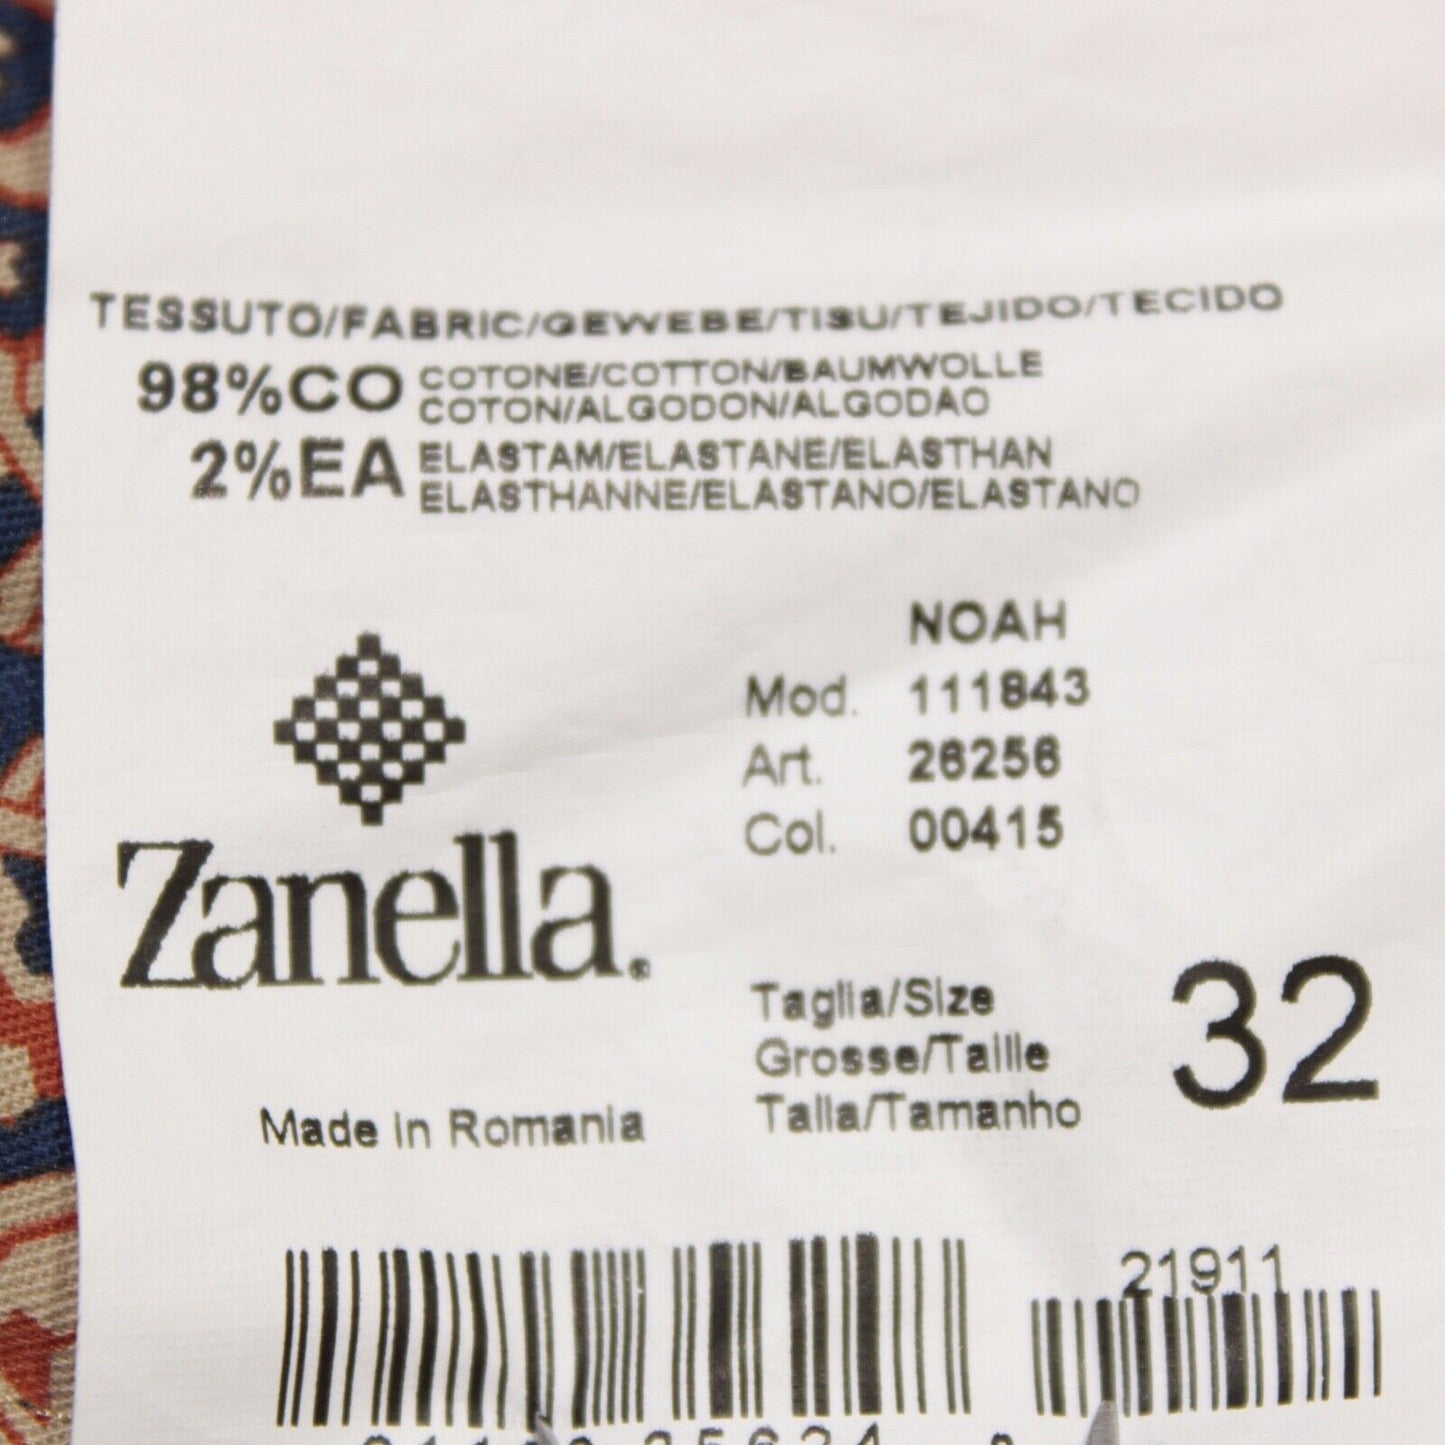 TESSUTO/FABRIC/GEWEBE/TISU/TEJIDO/TECIDO
98%CO COTONE/COTTON/BAUMWOLLE
COTON/ALGODON/ALGODAO
2%EA ELASTAM/ELASTANE/ELASTHAN
ELASTHANNE/ELASTANO/ELASTANO
NOAH
Mod. 111843
Art. 26256
Col. 00415
Zanella®
Taglia/Size
Grosse/Taille
Talla/Tamanho
32
Made in Romania
21911